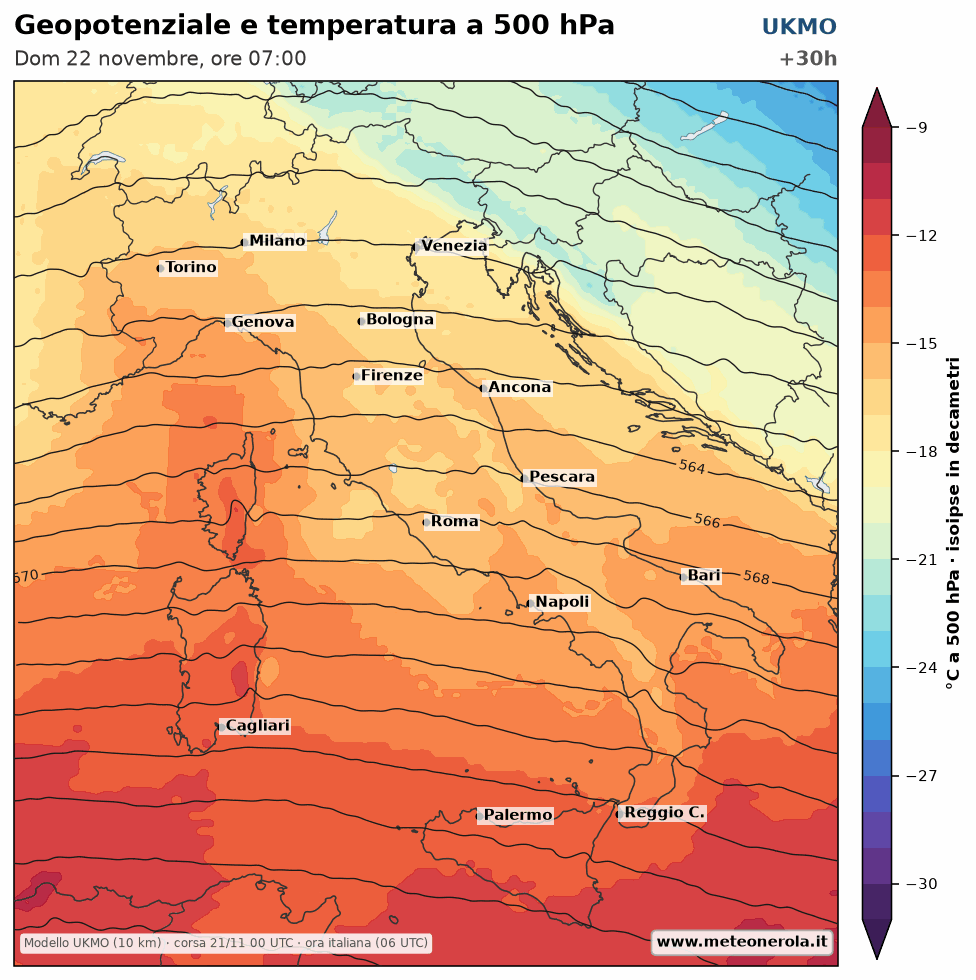 Geopotenziale e temperatura a 500 hPa
UKMO
Dom 22 novembre, ore 07:00
+30h
Milano
Venezia
Torino
Genova
Bologna
Firenze
Ancona
564
Pescara
566
Roma
570
Bari
568
Napoli
Cagliari
Palermo
Reggio C.
−9
−12
−15
−18
−21
−24
−27
−30
°C a 500 hPa · isoipse in decametri
Modello UKMO (10 km) · corsa 21/11 00 UTC · ora italiana (06 UTC)
www.meteonerola.it